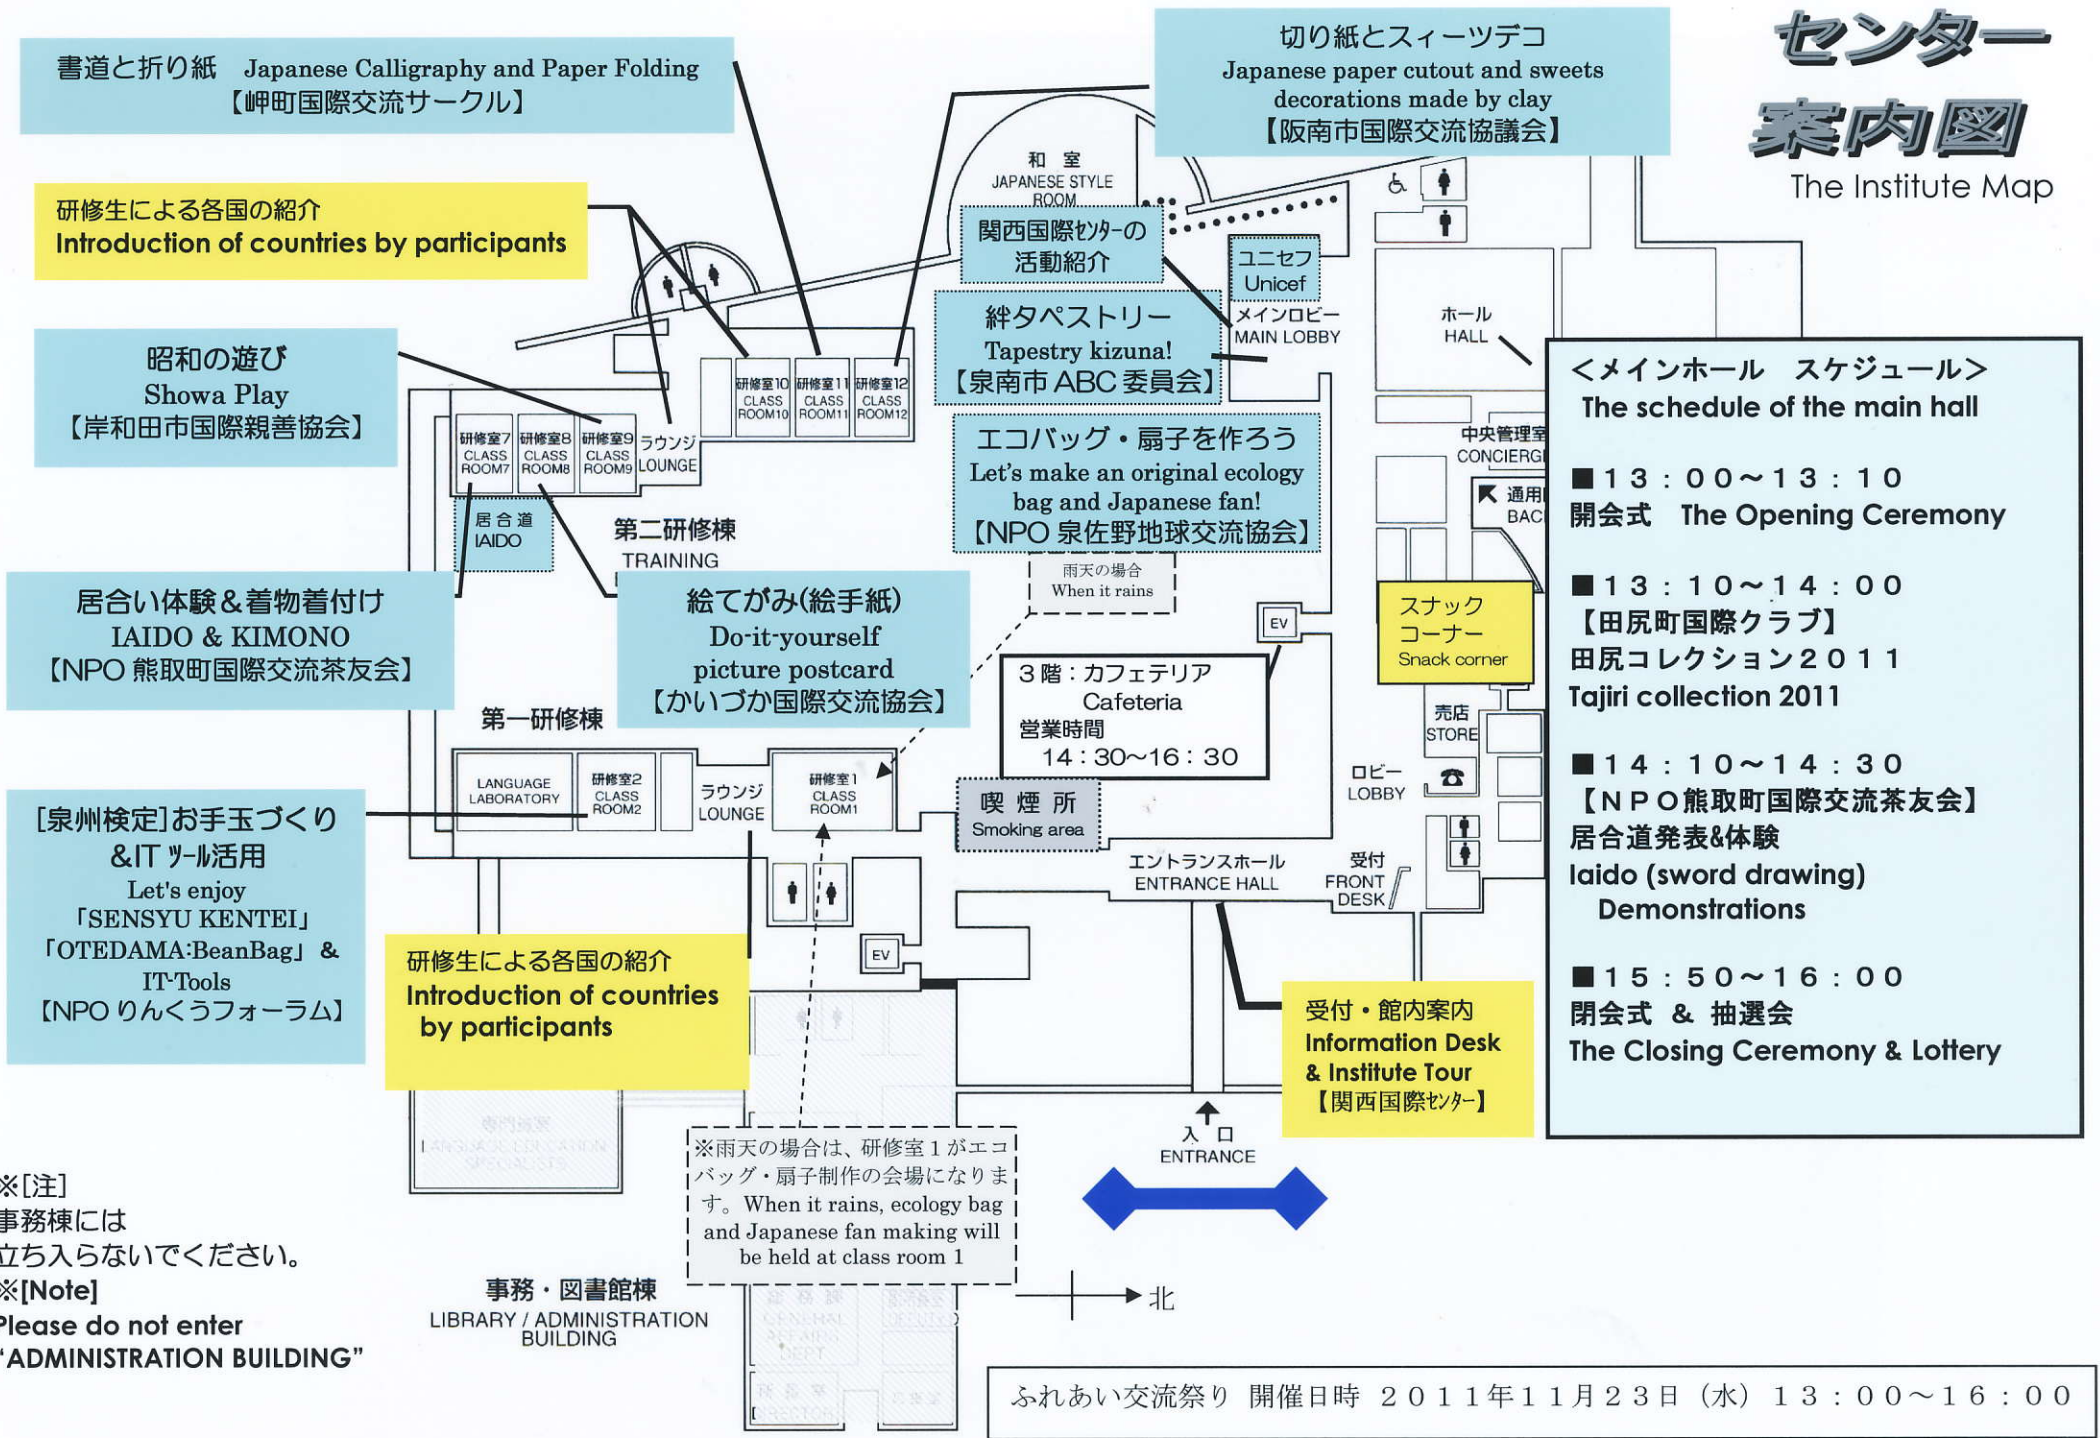 センター
案内図
The Institute Map
書道と折り紙 Japanese Calligraphy and Paper Folding
【岬町国際交流サークル】
切り紙とスィーツデコ
Japanese paper cutout and sweets
decorations made by clay
【阪南市国際交流協議会】
研修生による各国の紹介
Introduction of countries by participants
和 室
JAPANESE STYLE
ROOM
関西国際ｾﾝﾀｰの
活動紹介
ユニセフ
Unicef
メインロビー
MAIN LOBBY
絆タペストリー
Tapestry kizuna!
【泉南市 ABC 委員会】
ホール
HALL
昭和の遊び
Showa Play
【岸和田市国際親善協会】
研修室10
CLASS
ROOM10
研修室11
CLASS
ROOM11
研修室12
CLASS
ROOM12
研修室7
CLASS
ROOM7
研修室8
CLASS
ROOM8
研修室9
CLASS
ROOM9
ラウンジ
LOUNGE
エコバッグ・扇子を作ろう
Let's make an original ecology
bag and Japanese fan!
【NPO 泉佐野地球交流協会】
雨天の場合
When it rains
中央管理室
CONCIERG
通用
BAC
居合道
IAIDO
第二研修棟
TRAINING
居合い体験＆着物着付け
IAIDO & KIMONO
【NPO 熊取町国際交流茶友会】
絵てがみ(絵手紙)
Do-it-yourself
picture postcard
【かいづか国際交流協会】
EV
スナック
コーナー
Snack corner
3階：カフェテリア
Cafeteria
営業時間
14：30～16：30
売店
STORE
ロビー
LOBBY
第一研修棟
LANGUAGE
LABORATORY
研修室2
CLASS
ROOM2
ラウンジ
LOUNGE
研修室1
CLASS
ROOM1
喫煙所
Smoking area
エントランスホール
ENTRANCE HALL
受付
FRONT
DESK
[泉州検定]お手玉づくり
&IT ﾂｰﾙ活用
Let's enjoy
「SENSYU KENTEI」
「OTEDAMA:BeanBag」 &
IT-Tools
【NPO りんくうフォーラム】
EV
研修生による各国の紹介
Introduction of countries
by participants
受付・館内案内
Information Desk
& Institute Tour
【関西国際ｾﾝﾀｰ】
入 口
ENTRANCE
＜メインホール　スケジュール＞
The schedule of the main hall
■１３：００～１３：１０
開会式 The Opening Ceremony
■１３：１０～１４：００
【田尻町国際クラブ】
田尻コレクション２０１１
Tajiri collection 2011
■１４：１０～１４：３０
【ＮＰＯ熊取町国際交流茶友会】
居合道発表&体験
Iaido (sword drawing)
Demonstrations
■１５：５０～１６：００
閉会式 & 抽選会
The Closing Ceremony & Lottery
※雨天の場合は、研修室１がエコ
バッグ・扇子制作の会場になりま
す。When it rains, ecology bag
and Japanese fan making will
be held at class room 1
※[注]
事務棟には
立ち入らないでください。
※[Note]
Please do not enter
"ADMINISTRATION BUILDING"
事務・図書館棟
LIBRARY / ADMINISTRATION
BUILDING
GENERAL
AFFAIRS
DEPT
DIRECTOR
北
ふれあい交流祭り 開催日時 ２０１１年１１月２３日（水）１３：００～１６：００